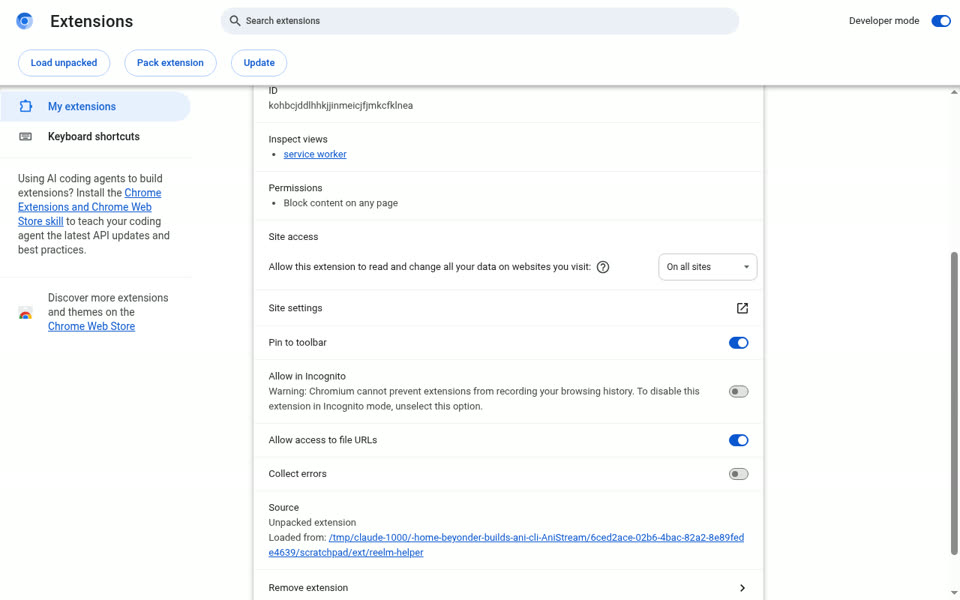 Extensions
Search extensions
Developer mode
Load unpacked
Pack extension
Update
My extensions
Keyboard shortcuts
Using AI coding agents to build
extensions? Install the Chrome
Extensions and Chrome Web
Store skill to teach your coding
agent the latest API updates and
best practices.
Discover more extensions
and themes on the
Chrome Web Store
ID
kohbcjddlhhkjjinmeicjfjmkcfklnea
Inspect views
• service worker
Permissions
• Block content on any page
Site access
Allow this extension to read and change all your data on websites you visit:
On all sites
Site settings
Pin to toolbar
Allow in Incognito
Warning: Chromium cannot prevent extensions from recording your browsing history. To disable this
extension in Incognito mode, unselect this option.
Allow access to file URLs
Collect errors
Source
Unpacked extension
Loaded from: /tmp/claude-1000/-home-beyonder-builds-ani-cli-AniStream/6ced2ace-02b6-4bac-82a2-8e89fed
e4639/scratchpad/ext/reelm-helper
Remove extension